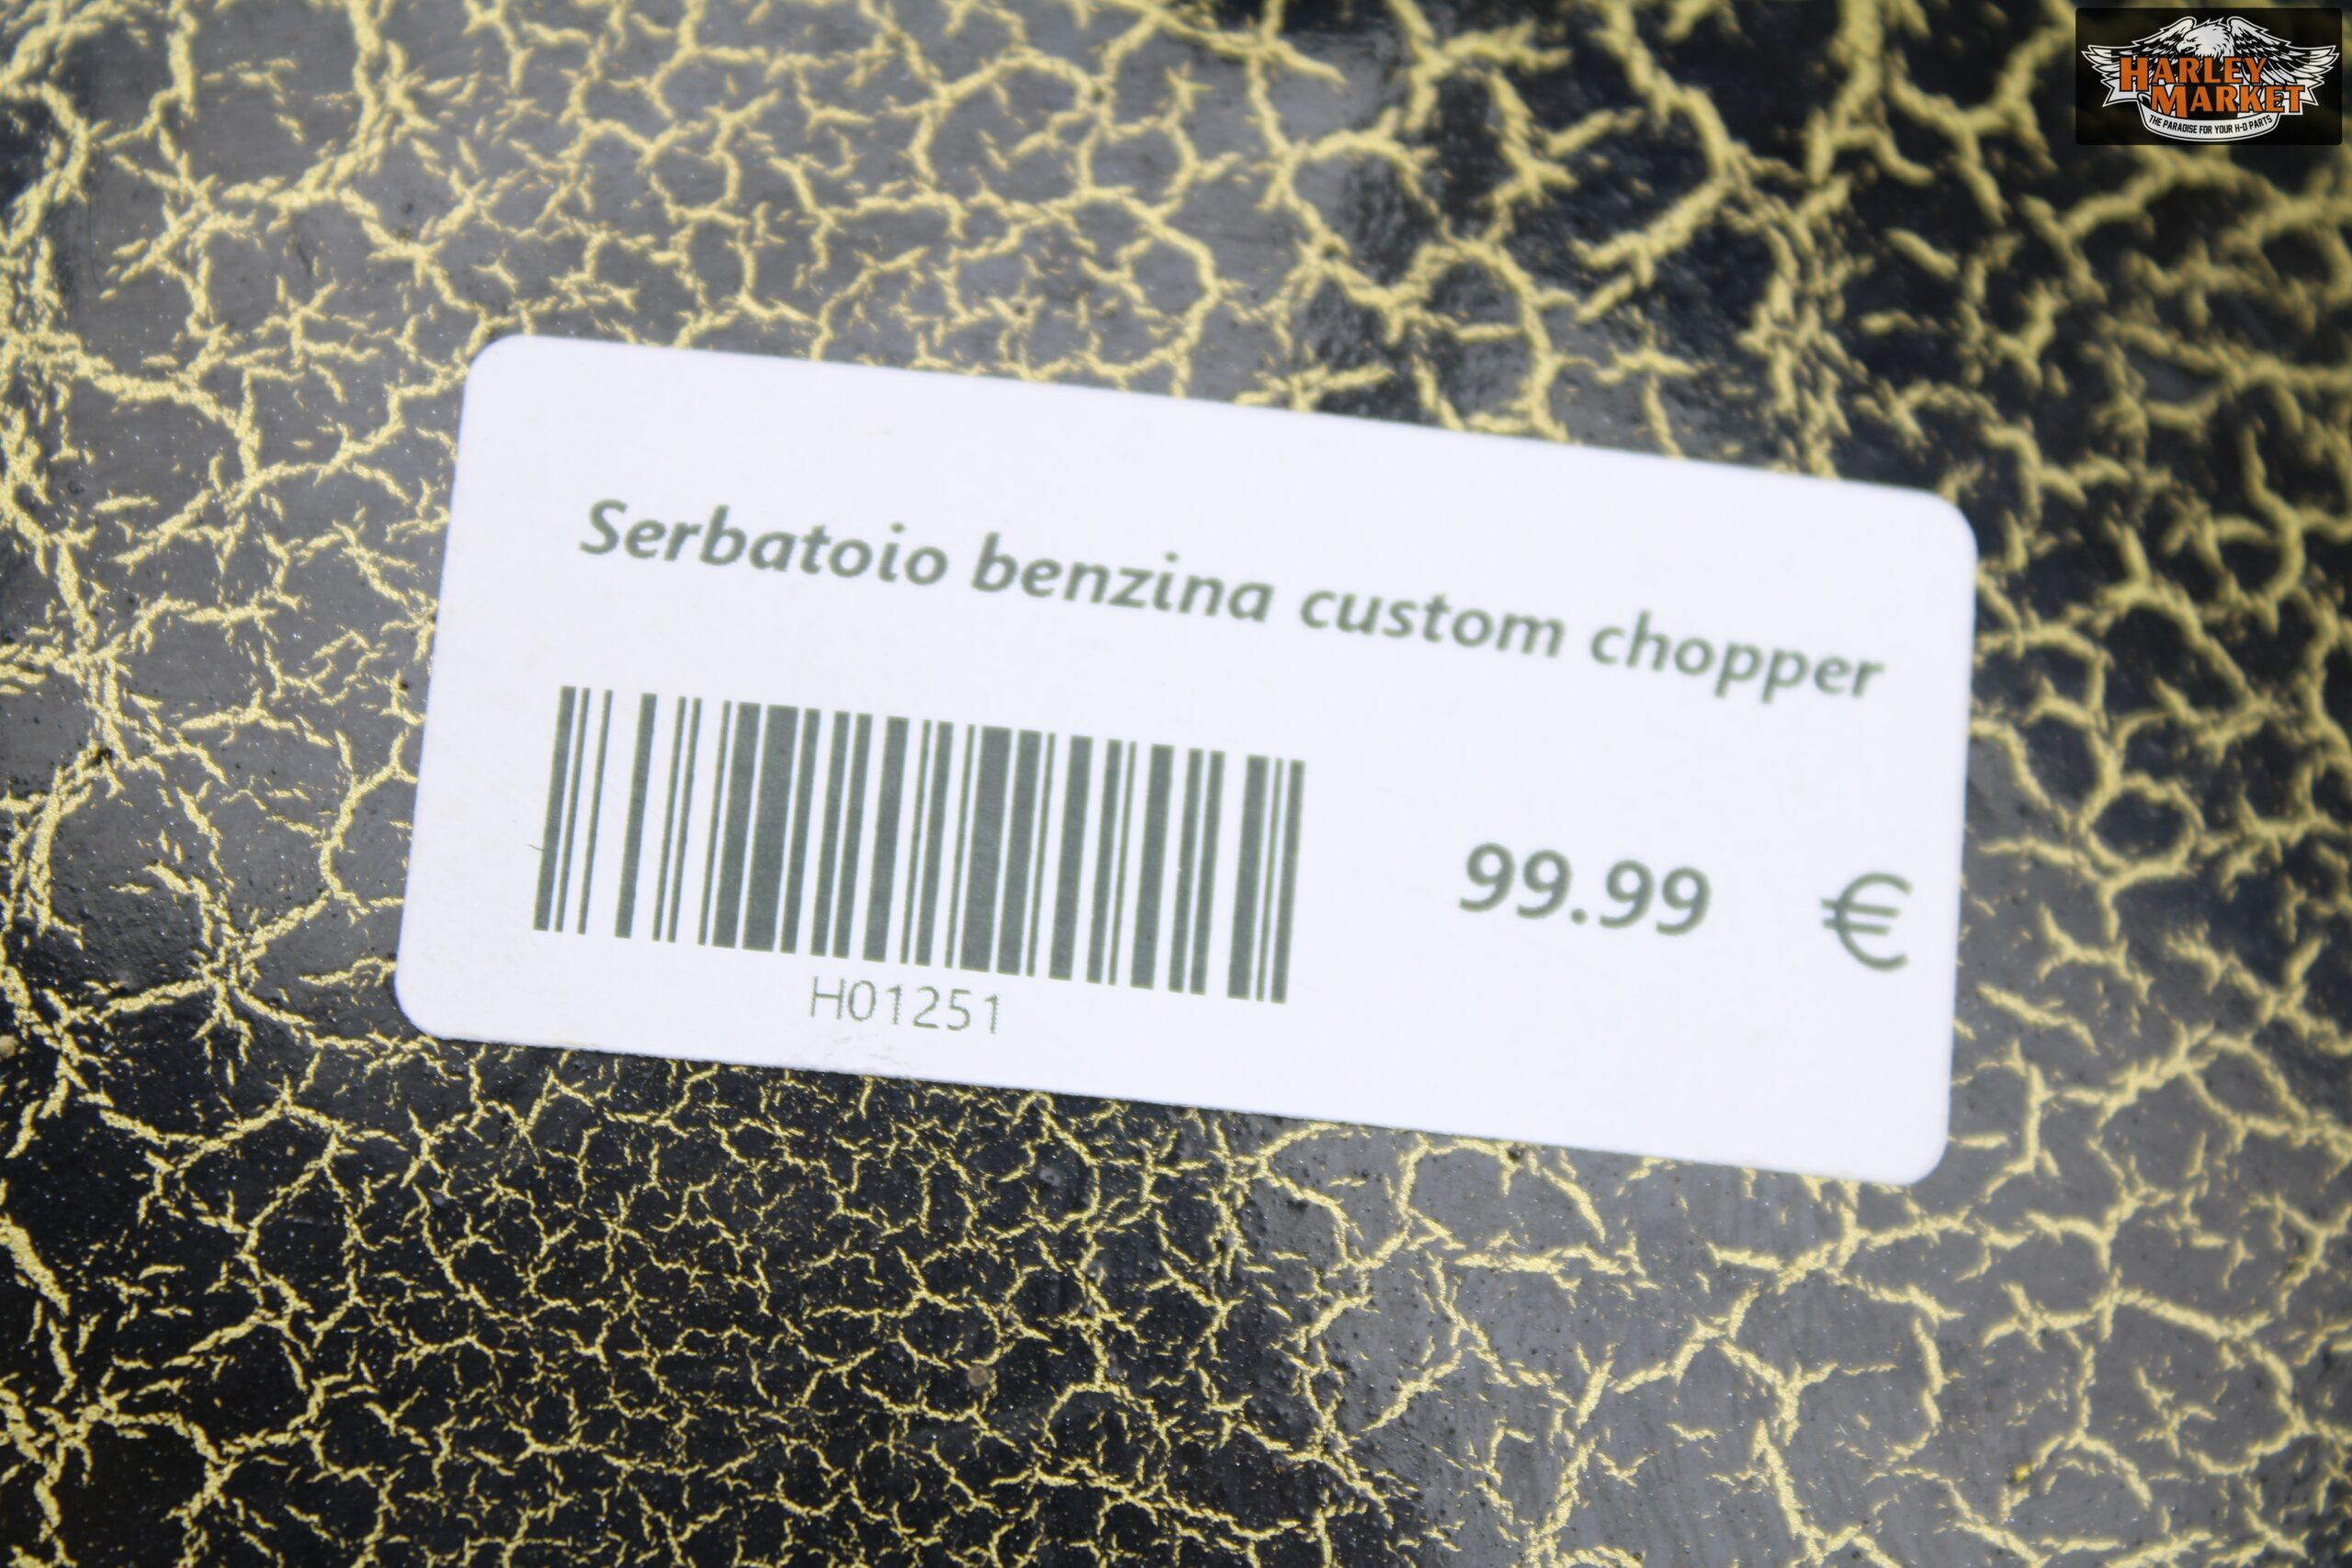 HARLEY
MARKET
THE PARADISE FOR YOUR H-D PARTS
Serbatoio benzina custom chopper
99.99 €
H01251